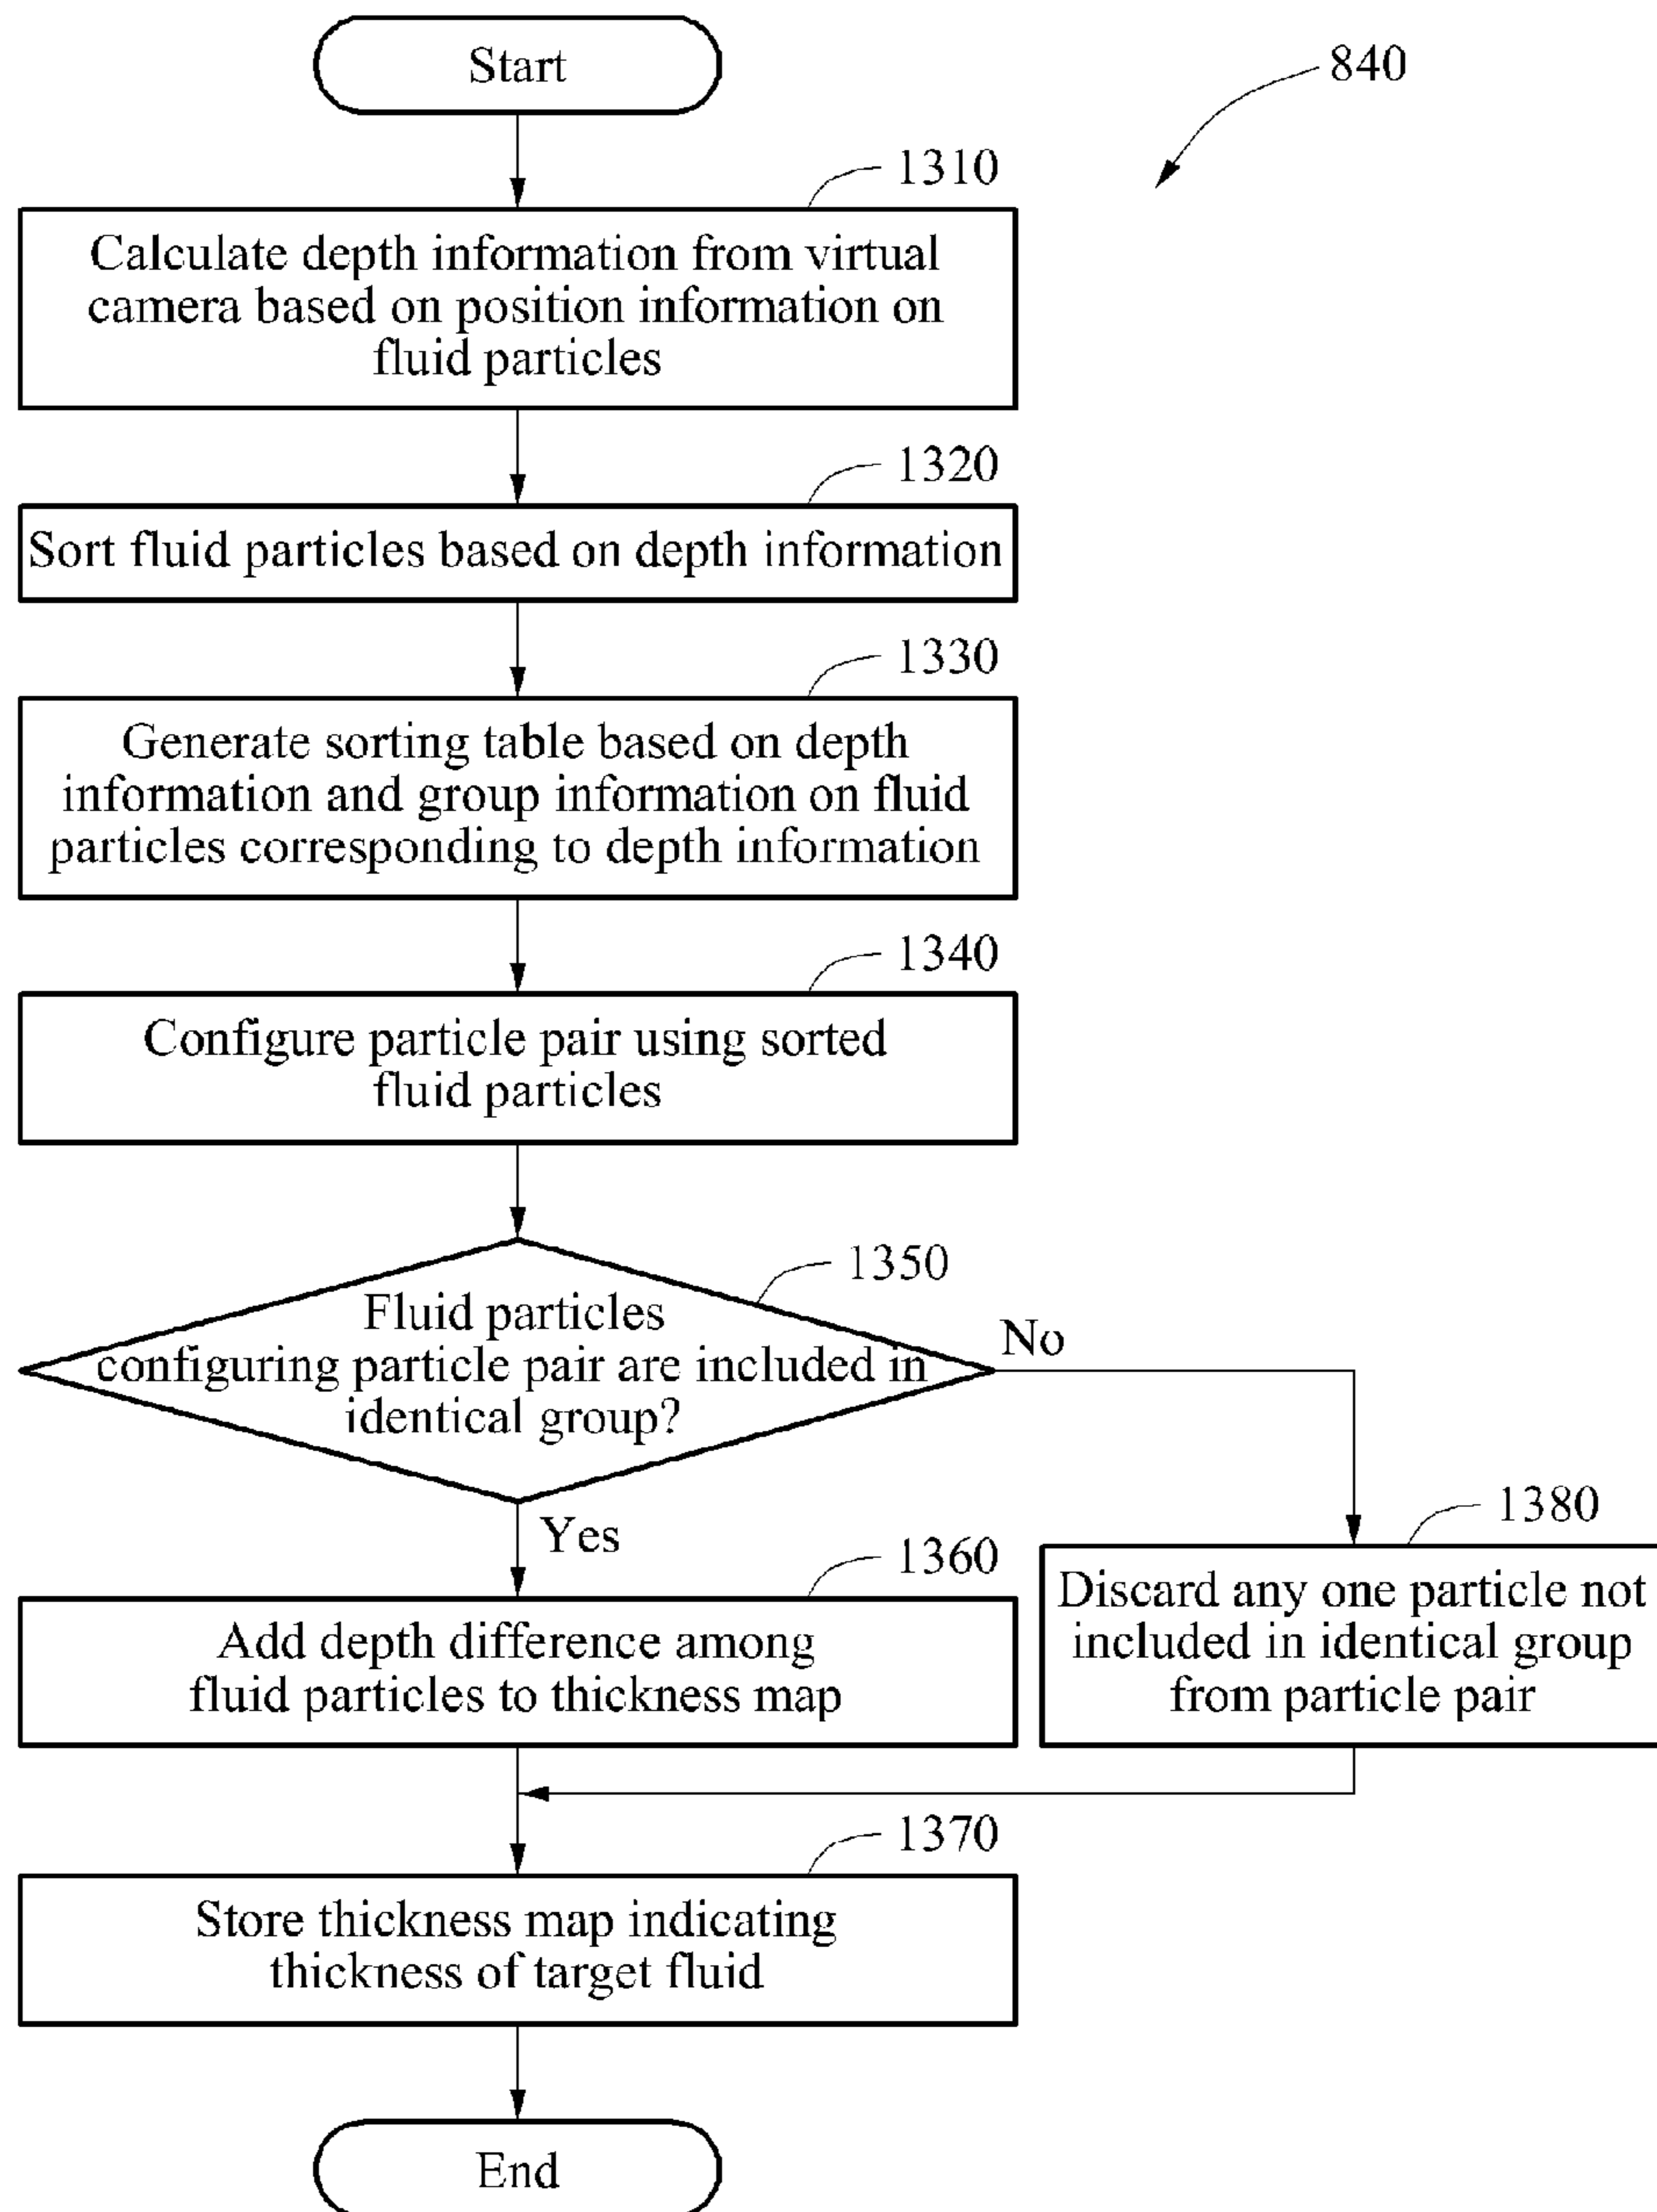 Start
840
1310
Calculate depth information from virtual
camera based on position information on
fluid particles
1320
Sort fluid particles based on depth information
1330
Generate sorting table based on depth
information and group information on fluid
particles corresponding to depth information
1340
Configure particle pair using sorted
fluid particles
1350
Fluid particles
configuring particle pair are included in
identical group?
No
Yes
1360
Add depth difference among
fluid particles to thickness map
1380
Discard any one particle not
included in identical group
from particle pair
1370
Store thickness map indicating
thickness of target fluid
End